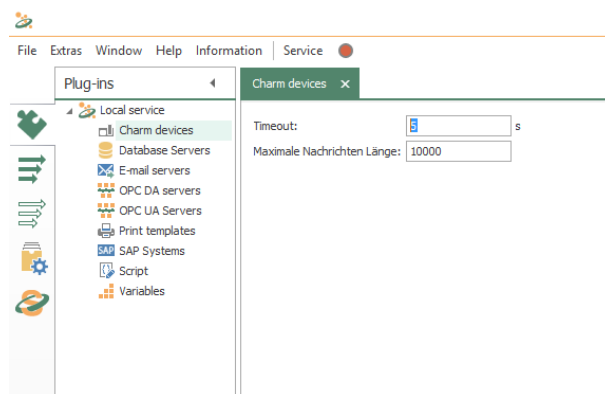 File Extras Window Help Information Service
Plug-ins
Charm devices
Local service
Charm devices
Database Servers
E-mail servers
OPC DA servers
OPC UA Servers
Print templates
SAP SAP Systems
Script
Variables
Timeout: 5 s
Maximale Nachrichten Länge: 10000